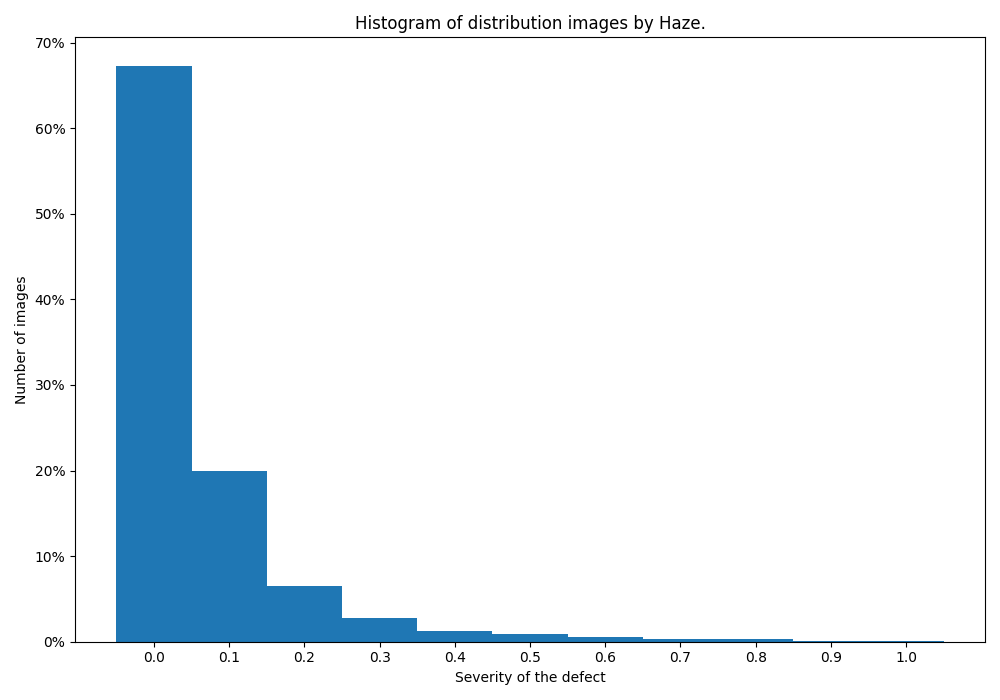 Histogram of distribution images by Haze.
70%
60%
50%
40%
30%
20%
10%
0%
Number of images
0.0 0.1 0.2 0.3 0.4 0.5 0.6 0.7 0.8 0.9 1.0
Severity of the defect